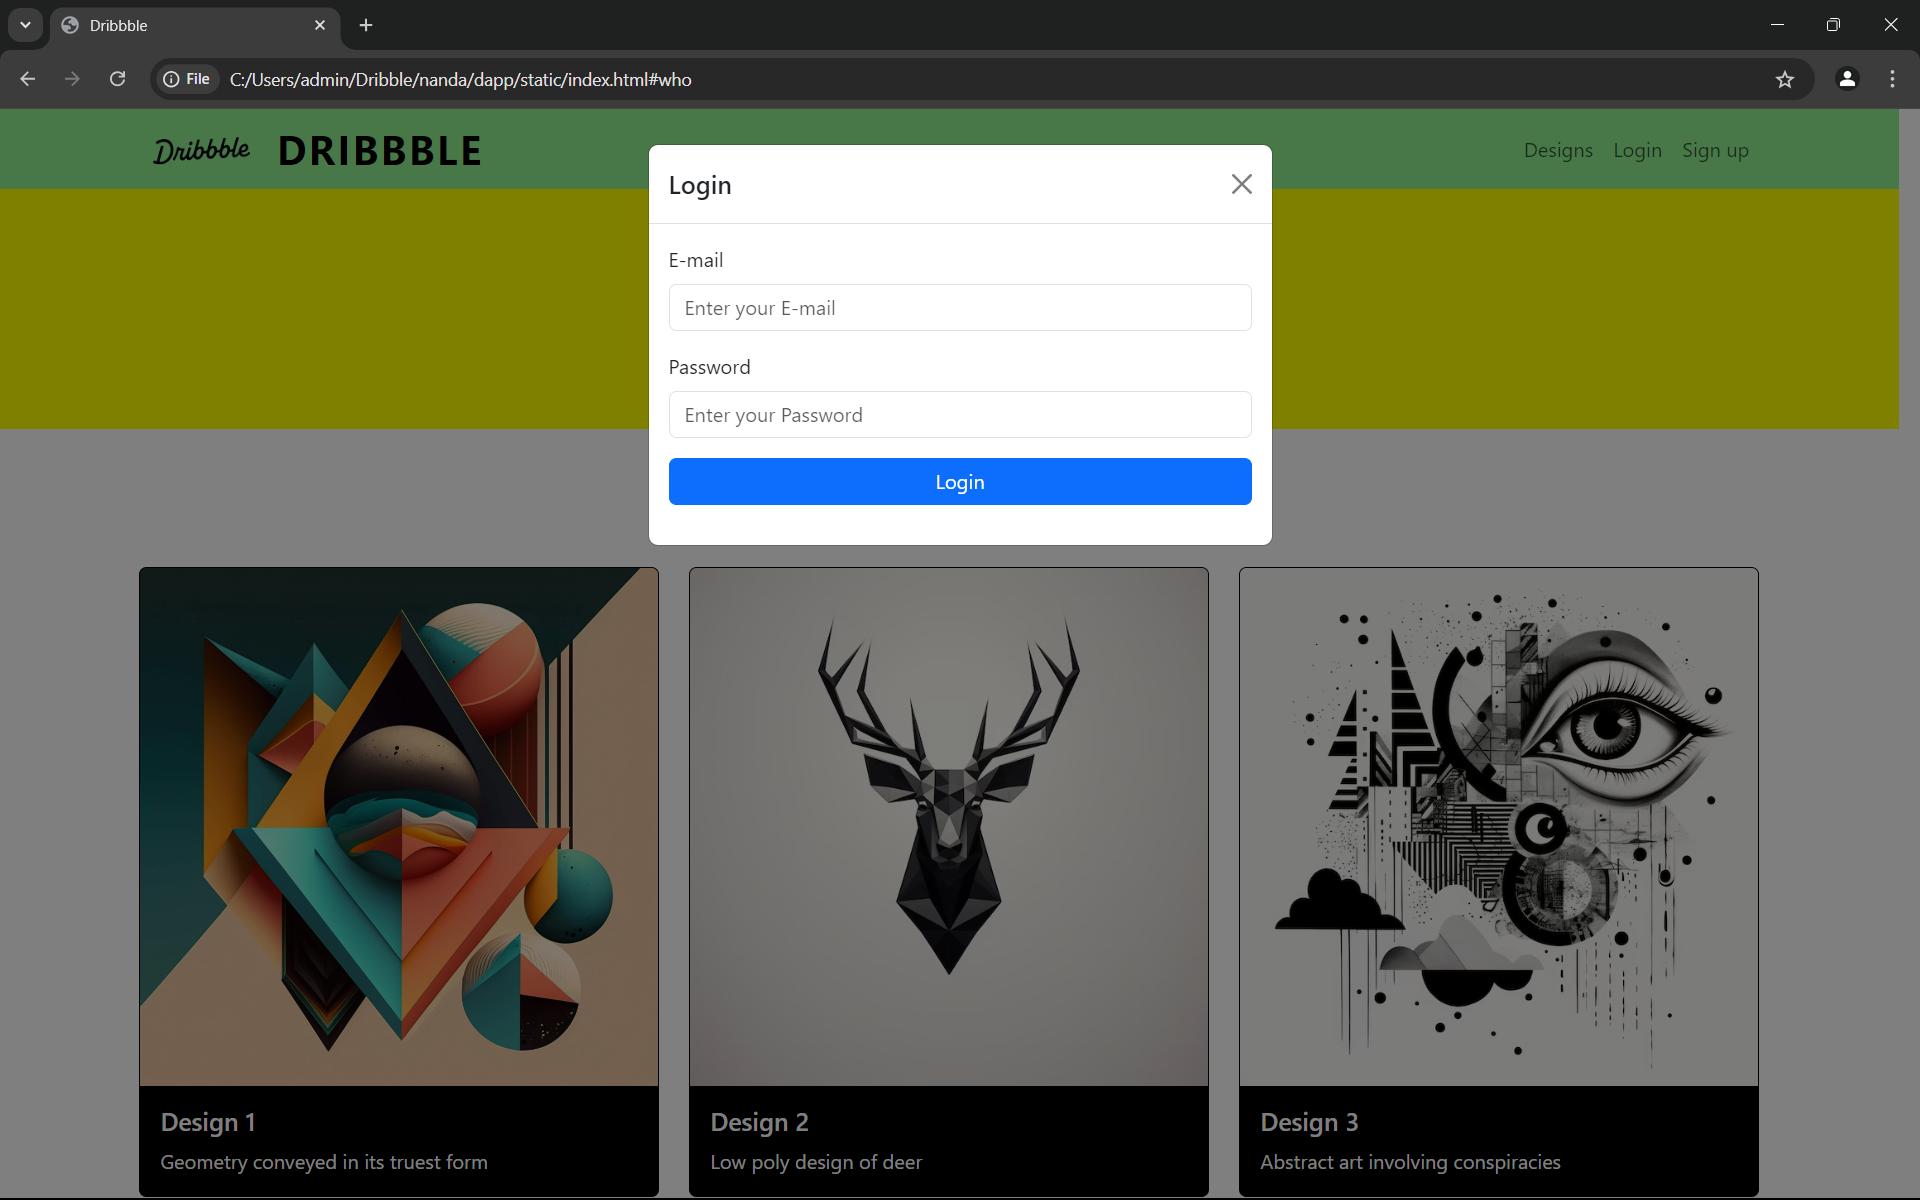 Dribbble
File C:/Users/admin/Dribble/nanda/dapp/static/index.html#who
Dribbble DRIBBBLE Designs Login Sign up
Login
E-mail
Enter your E-mail
Password
Enter your Password
Login
Design 1
Geometry conveyed in its truest form
Design 2
Low poly design of deer
Design 3
Abstract art involving conspiracies